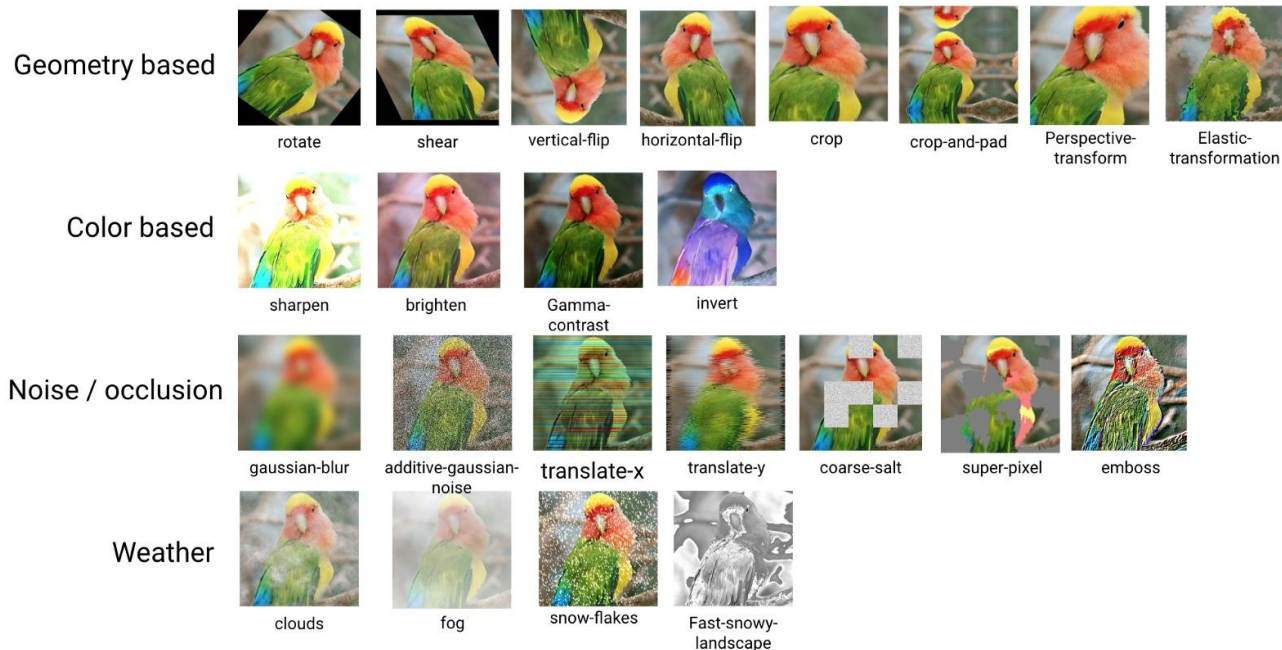 Geometry based
rotate
shear
vertical-flip
horizontal-flip
crop
crop-and-pad
Perspective-
transform
Elastic-
transformation
Color based
sharpen
brighten
Gamma-
contrast
invert
Noise / occlusion
gaussian-blur
additive-gaussian-
noise
translate-x
translate-y
coarse-salt
super-pixel
emboss
Weather
clouds
fog
snow-flakes
Fast-snowy-
landscape